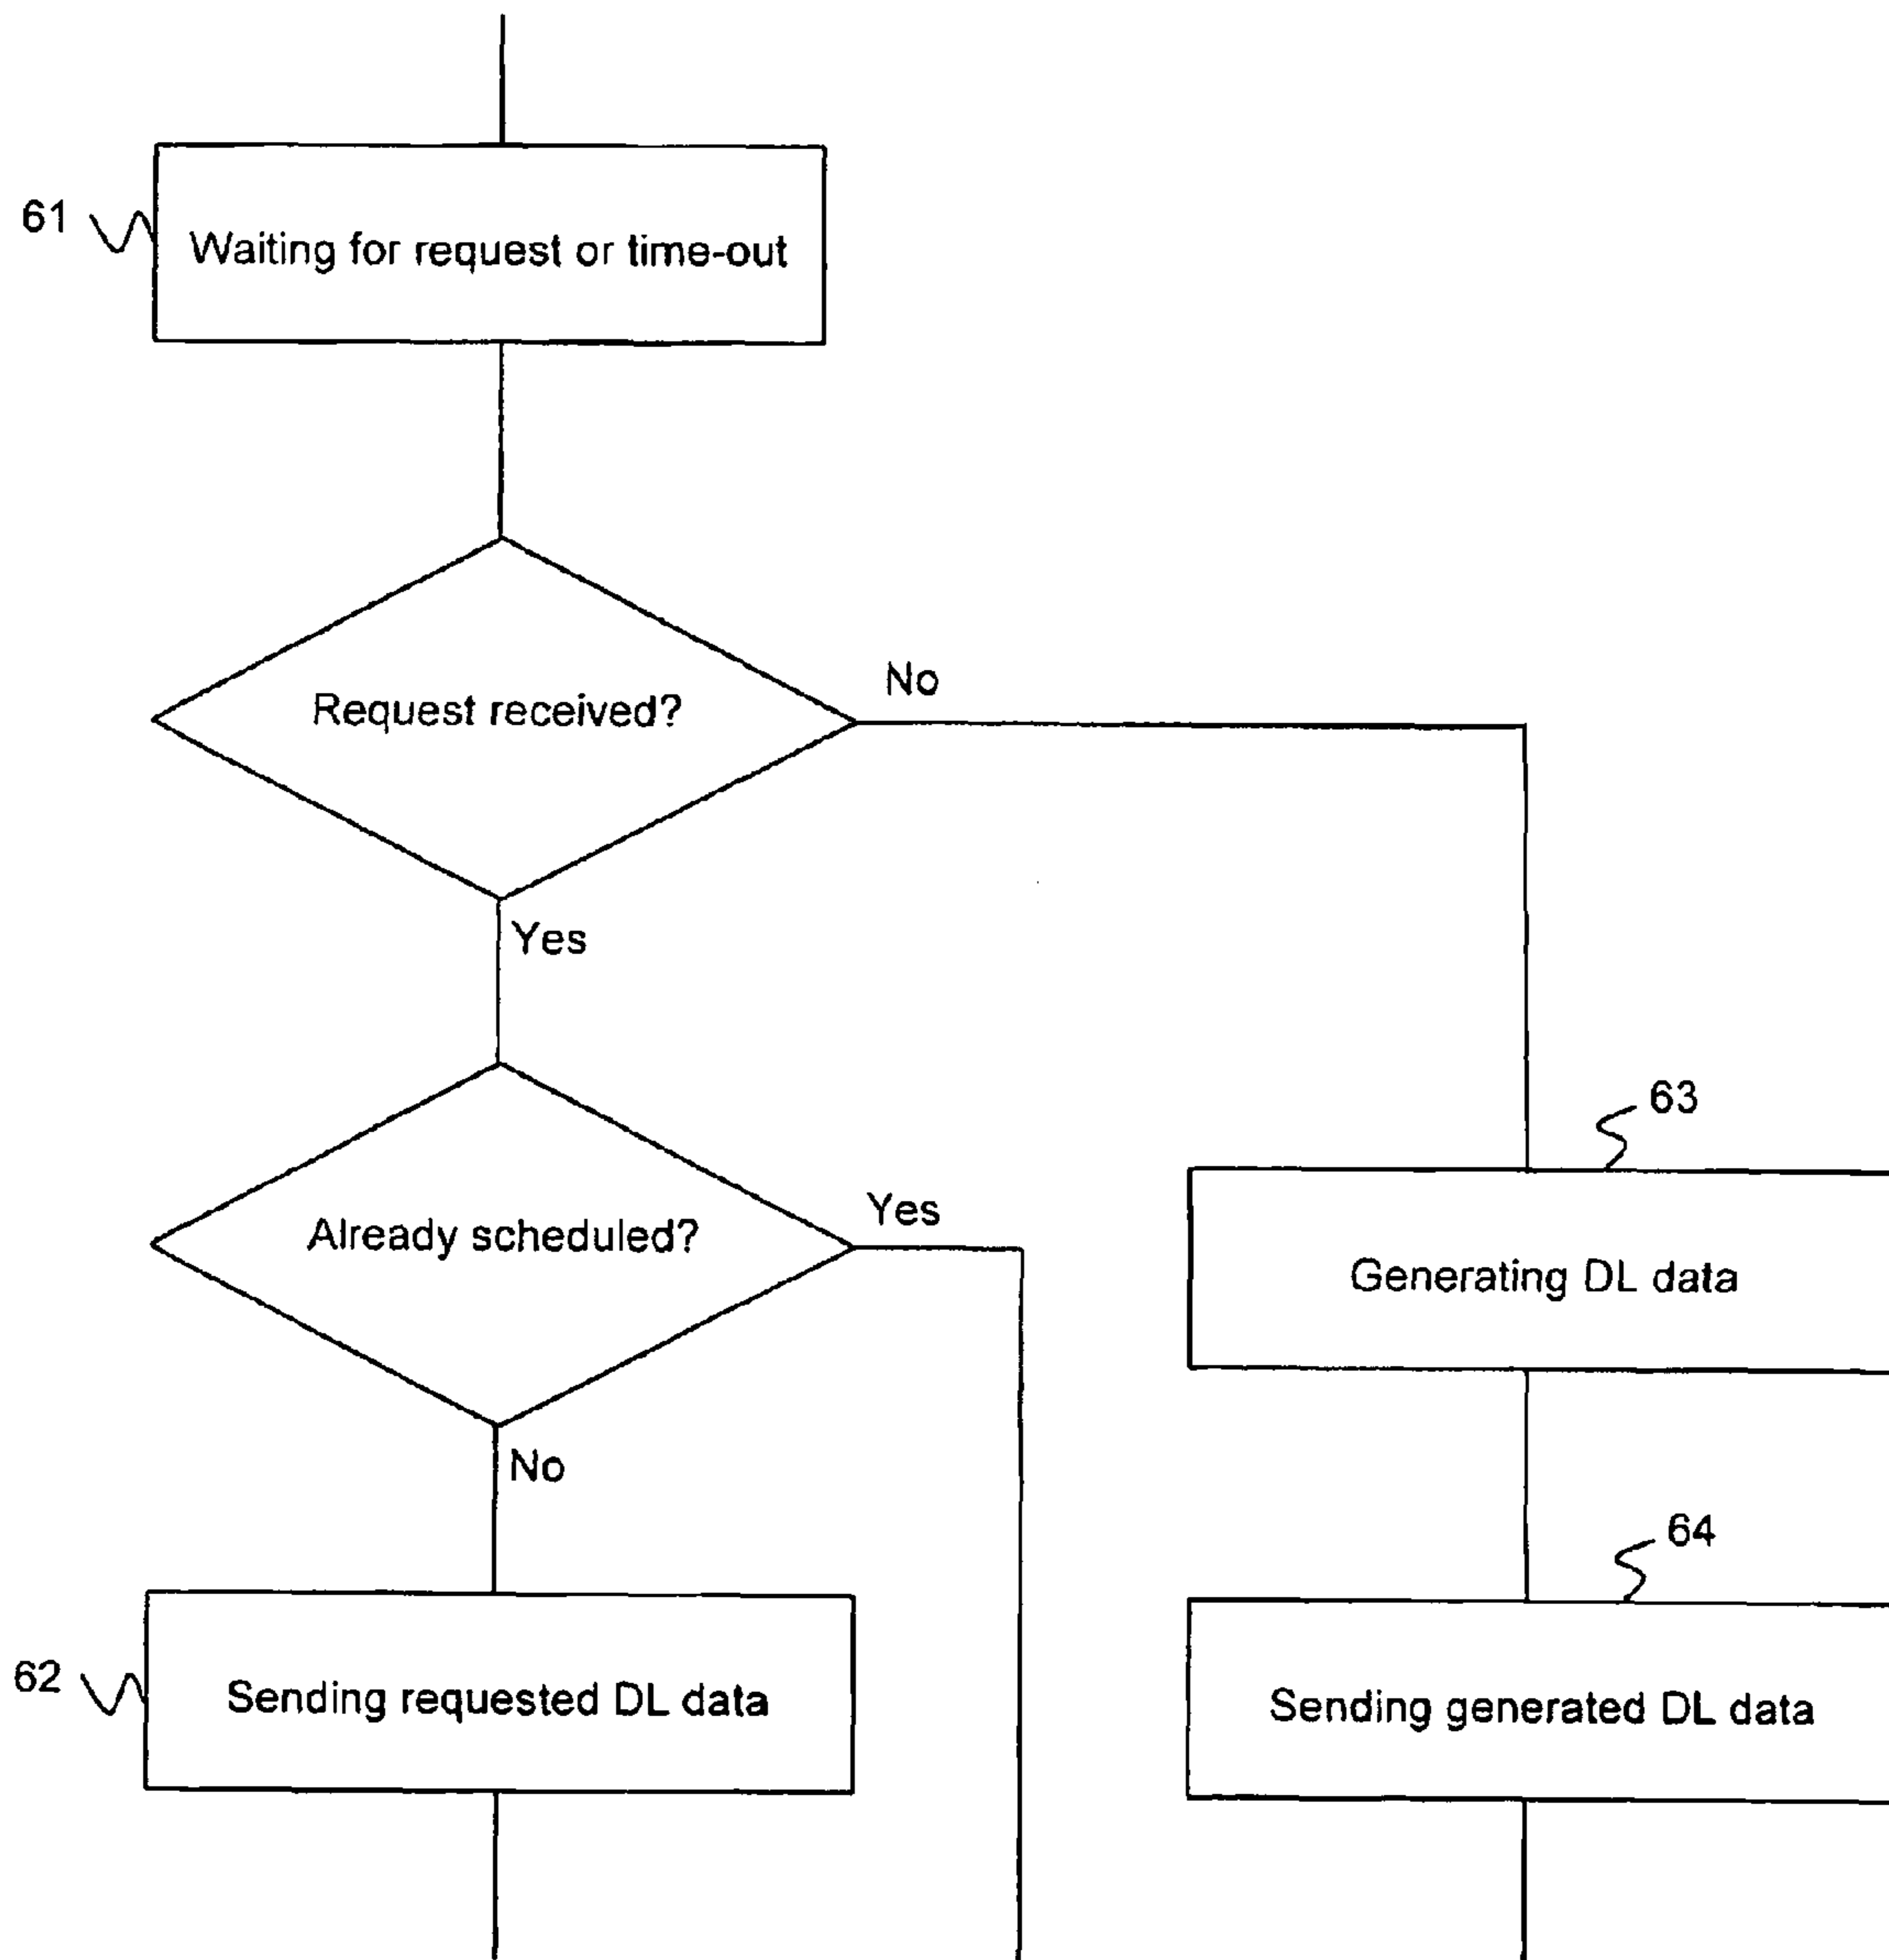 61
Waiting for request or time-out
Request received?
No
Yes
63
Already scheduled?
Yes
Generating DL data
No
64
62
Sending requested DL data
Sending generated DL data